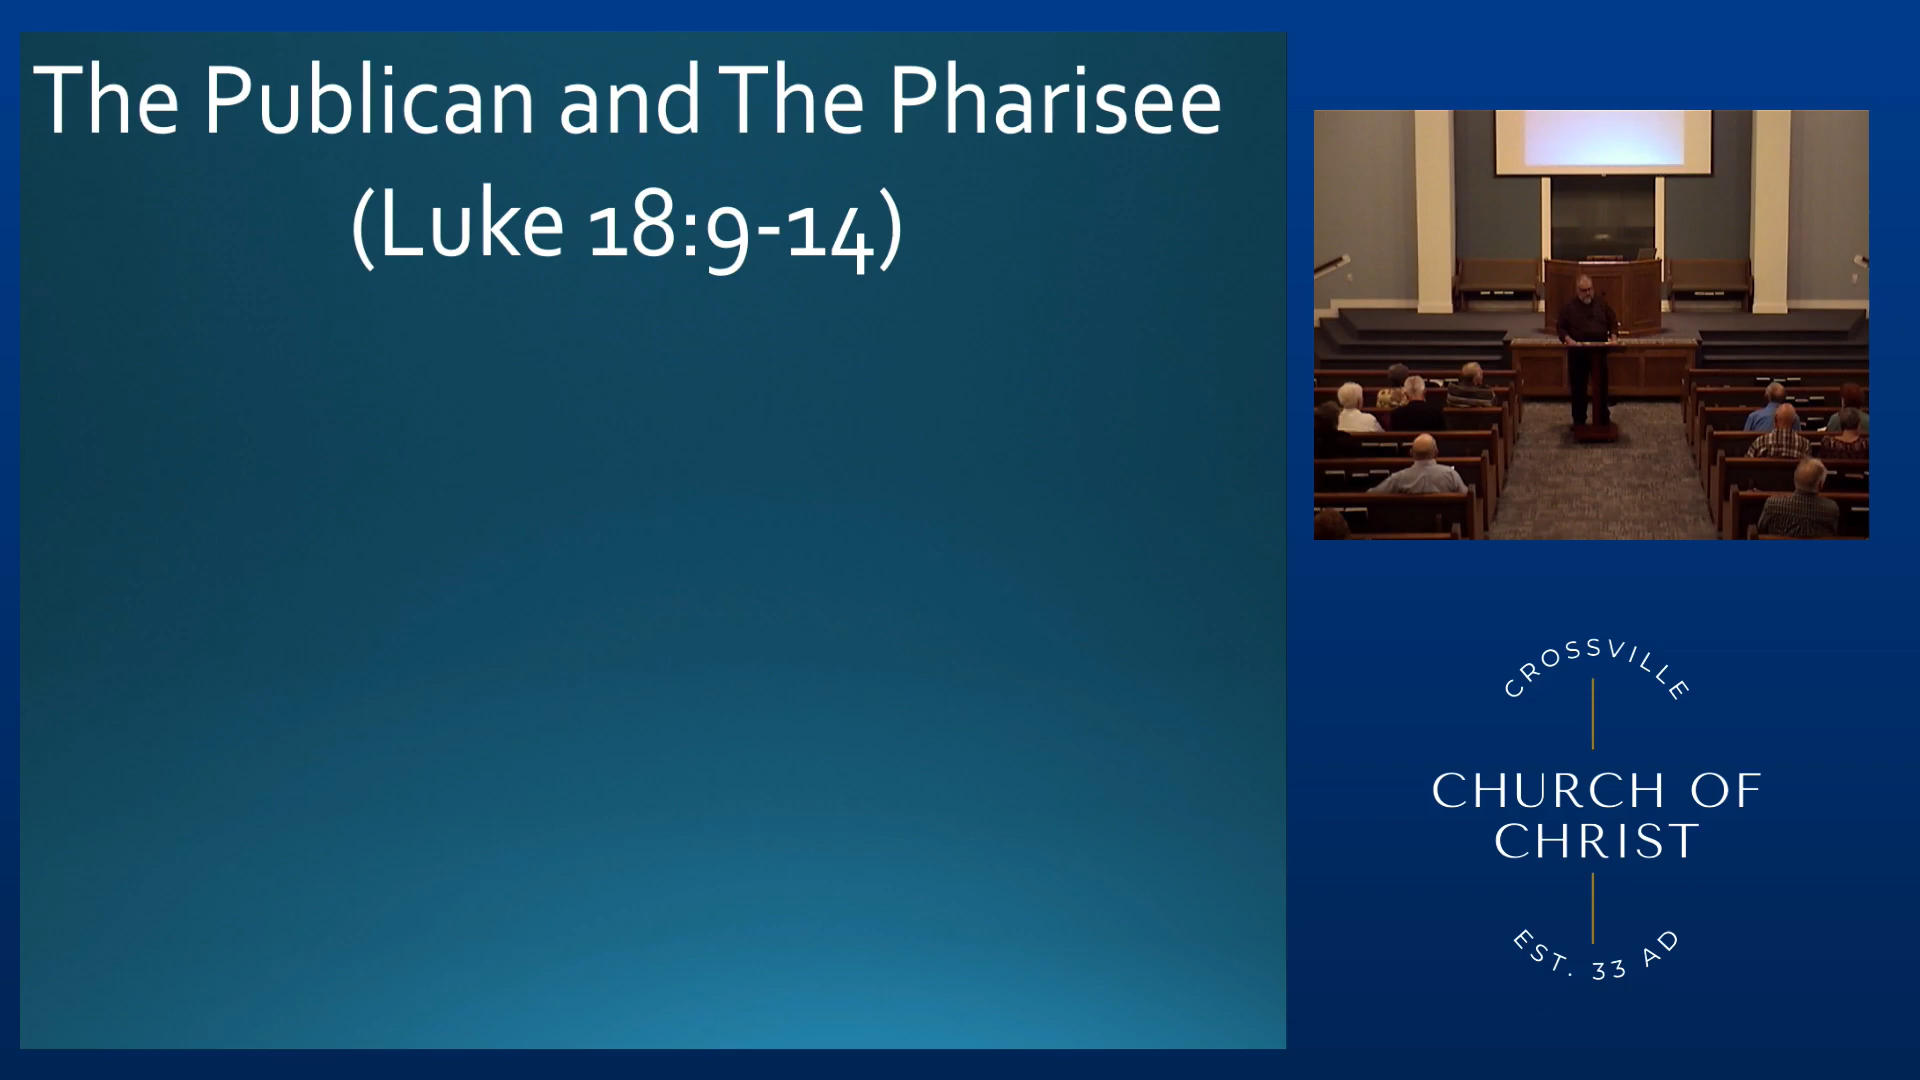 The Publican and The Pharisee
(Luke 18:9-14)
CROSSVILLE
CHURCH OF
CHRIST
EST. 33 AD